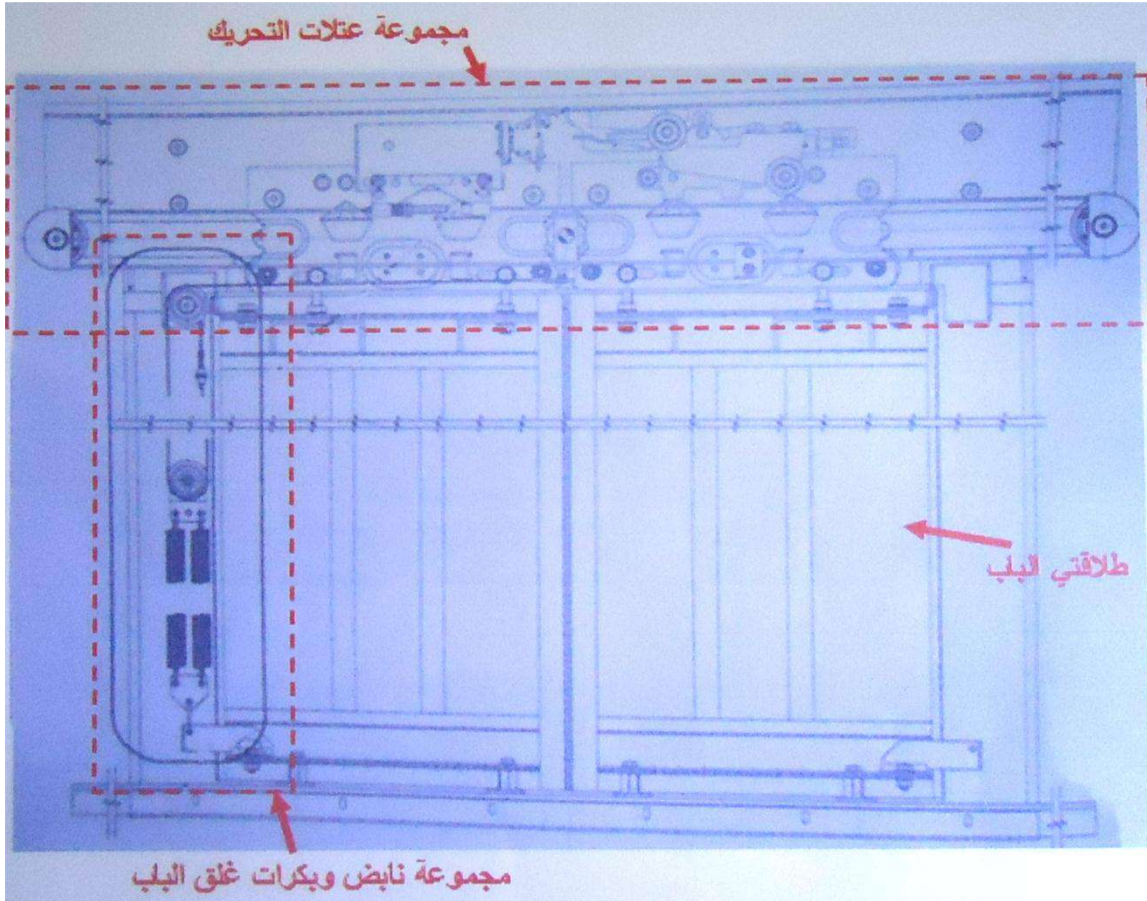 مجموعة عتلات التحريك
طلاقتي الباب
مجموعة نابض وبكرات غلق الباب